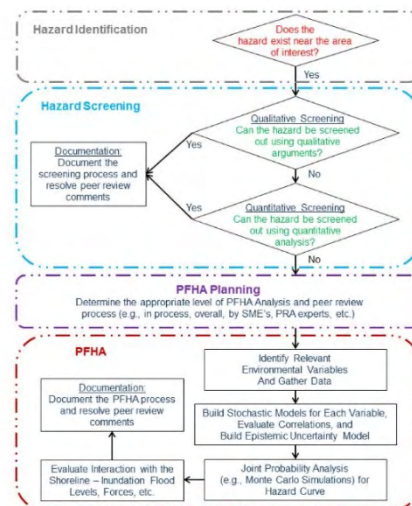 Hazard Identification
Does the
hazard exist near the area
of interest?
Yes
Hazard Screening
Qualitative Screening
Can the hazard be screened
out using qualitative
arguments?
Yes
Documentation:
Document the
screening process and
resolve peer review
comments
No
Yes
Quantitative Screening
Can the hazard be screened
out using quantitative
analysis?
No
PFHA Planning
Determine the appropriate level of PFHA Analysis and peer review
process (e.g., in process, overall, by SME's, PRA experts, etc.)
PFHA
Identify Relevant
Environmental Variables
And Gather Data
Documentation:
Document the PFHA process
and resolve peer review
comments
Build Stochastic Models for Each Variable,
Evaluate Correlations, and
Build Epistemic Uncertainty Model
Evaluate Interaction with the
Shoreline – Inundation Flood
Levels, Forces, etc.
Joint Probability Analysis
(e.g., Monte Carlo Simulations) for
Hazard Curve